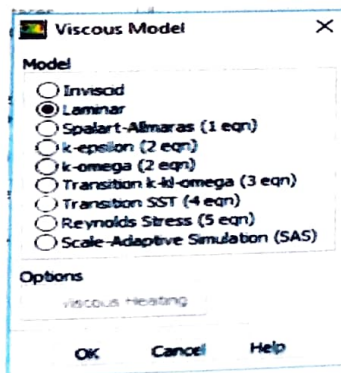 Viscous Model
Model
Inviscid
Laminar
Spalart-Allmaras (1 eqn)
k-epsilon (2 eqn)
k-omega (2 eqn)
Transition k-kl-omega (3 eqn)
Transition SST (4 eqn)
Reynolds Stress (5 eqn)
Scale-Adaptive Simulation (SAS)
Options
Viscous Heating
OK Cancel Help